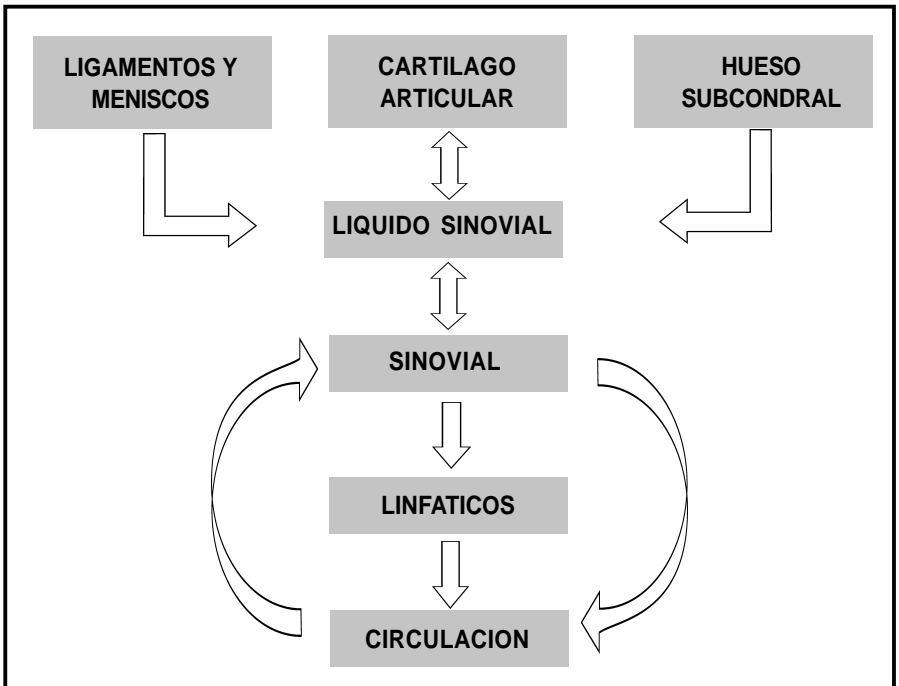 LIGAMENTOS Y
MENISCOS
CARTILAGO
ARTICULAR
HUESO
SUBCONDRAL
LIQUIDO SINOVIAL
SINOVIAL
LINFATICOS
CIRCULACION